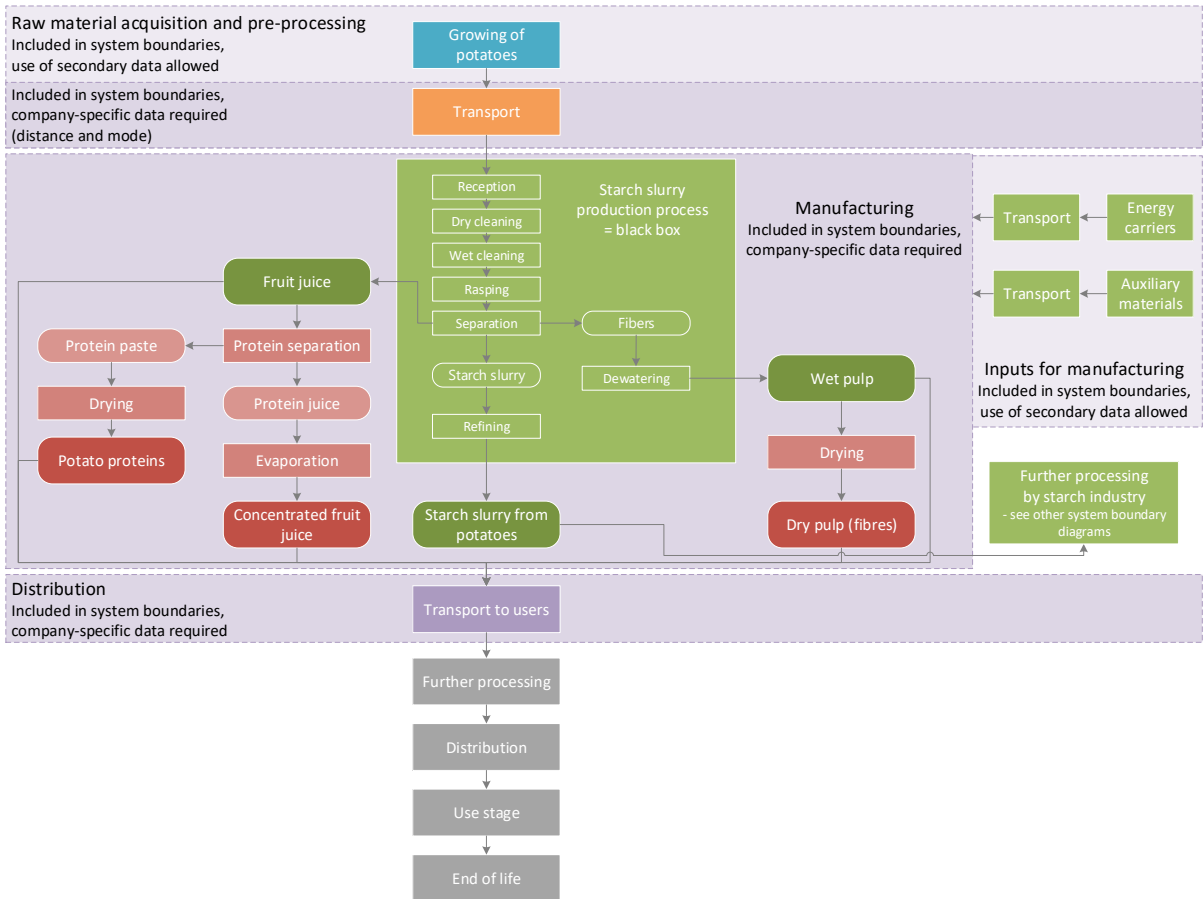 Raw material acquisition and pre-processing
Included in system boundaries,
use of secondary data allowed
Growing of
potatoes
Included in system boundaries,
company-specific data required
(distance and mode)
Transport
Reception
Dry cleaning
Wet cleaning
Rasping
Separation
Starch slurry
Refining
Starch slurry
production process
= black box
Fibers
Dewatering
Manufacturing
Included in system boundaries,
company-specific data required
Transport
Energy
carriers
Transport
Auxiliary
materials
Inputs for manufacturing
Included in system boundaries,
use of secondary data allowed
Fruit juice
Protein paste
Protein separation
Drying
Protein juice
Potato proteins
Evaporation
Concentrated fruit
juice
Starch slurry from
potatoes
Wet pulp
Drying
Dry pulp (fibres)
Further processing
by starch industry
- see other system boundary
diagrams
Distribution
Included in system boundaries,
company-specific data required
Transport to users
Further processing
Distribution
Use stage
End of life